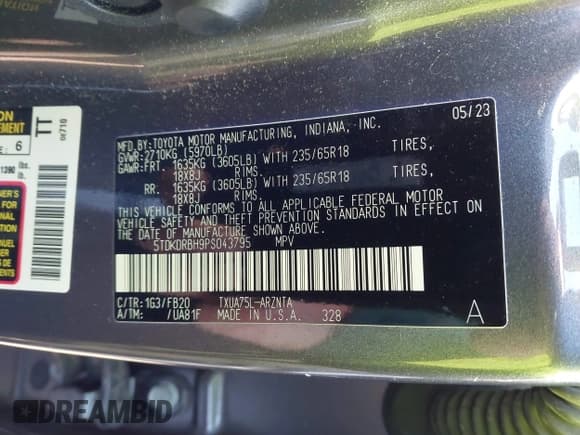 05/23
MFD. BY: TOYOTA MOTOR MANUFACTURING, INDIANA, INC.
GVWR: 2710KG (5970LB)
GAWR: FRT. 1635KG (3605LB) WITH 235/65R18 TIRES,
18X8J RIMS.
RR. 1635KG (3605LB) WITH 235/65R18 TIRES,
18X8J RIMS.
THIS VEHICLE CONFORMS TO ALL APPLICABLE FEDERAL MOTOR
VEHICLE SAFETY AND THEFT PREVENTION STANDARDS IN EFFECT ON
THE DATE OF MANUFACTURE SHOWN ABOVE.
5TDKDRBH9PS043795 MPV
C/TR: 1G3/FB20 TXUA75L-ARZNTA
A/TM: /UA81F MADE IN U.S.A. 328
A
TT
6
lbs.
DREAMBID